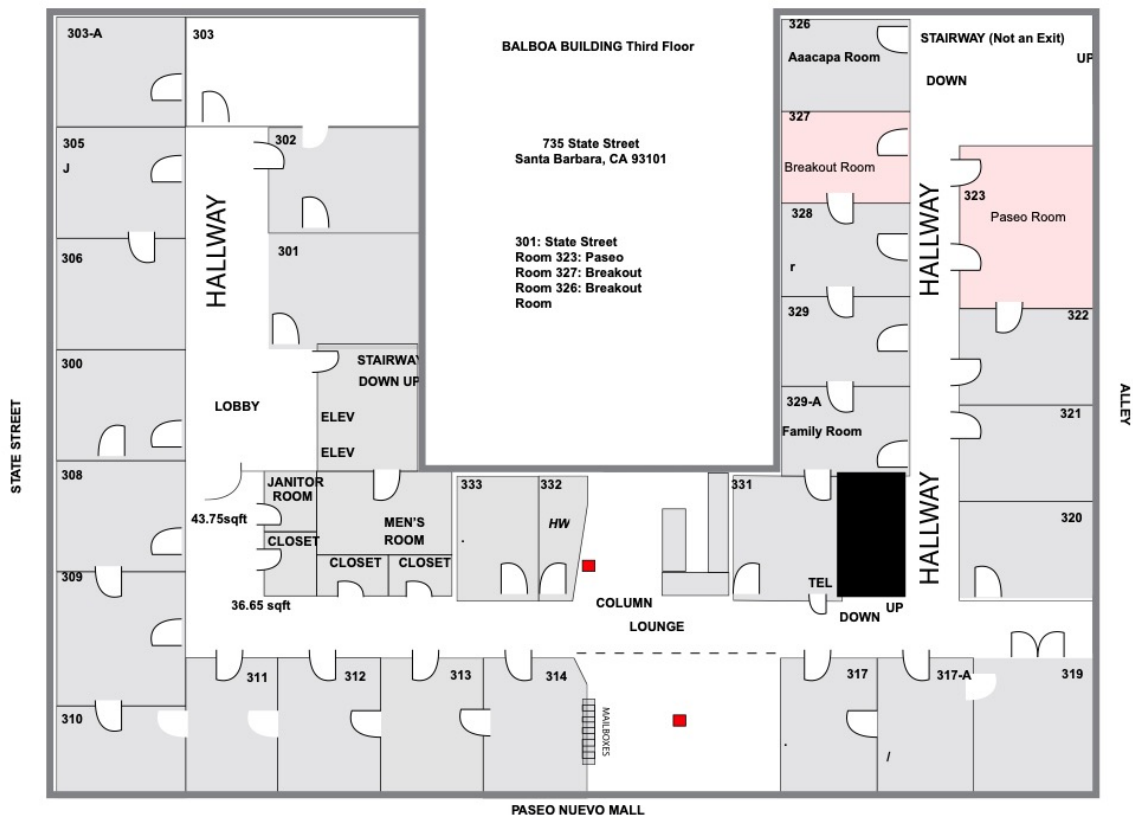 BALBOA BUILDING Third Floor
735 State Street
Santa Barbara, CA 93101
301: State Street
Room 323: Paseo
Room 327: Breakout
Room 326: Breakout
Room
303-A
303
305
J
302
306
301
HALLWAY
300
LOBBY
STAIRWAY
DOWN UP
ELEV
ELEV
308
43.75sqft
JANITOR
ROOM
CLOSET
MEN'S
ROOM
CLOSET
CLOSET
309
36.65 sqft
310
311
312
313
314
MAILBOXES
333
.
332
HW
COLUMN
LOUNGE
331
TEL
DOWN
UP
326
Aaacapa Room
STAIRWAY (Not an Exit)
UP
DOWN
327
Breakout Room
328
r
329
329-A
Family Room
HALLWAY
HALLWAY
323
Paseo Room
322
321
320
317
.
317-A
/
319
STATE STREET
ALLEY
PASEO NUEVO MALL